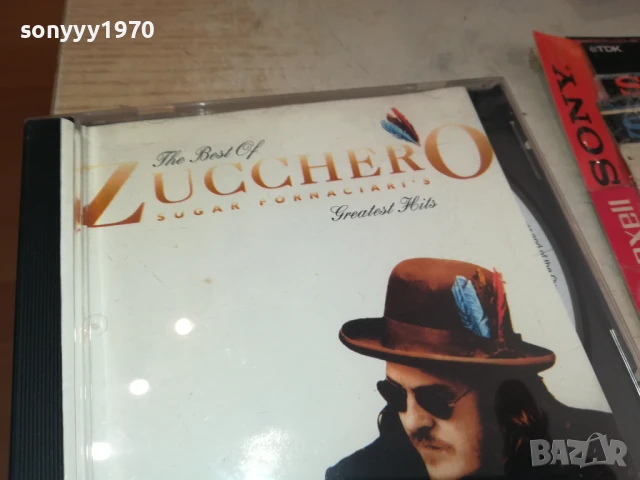 sonyyy1970
The Best Of
ZUCCHERO
SUGAR FORNACIARI'S
Greatest Hits
TDK
SONY
BAZAR